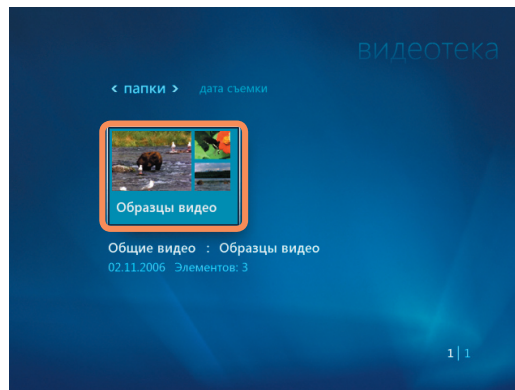 видеотека
< папки > дата съемки
Образцы видео
Общие видео : Образцы видео
02.11.2006 Элементов: 3
1 | 1